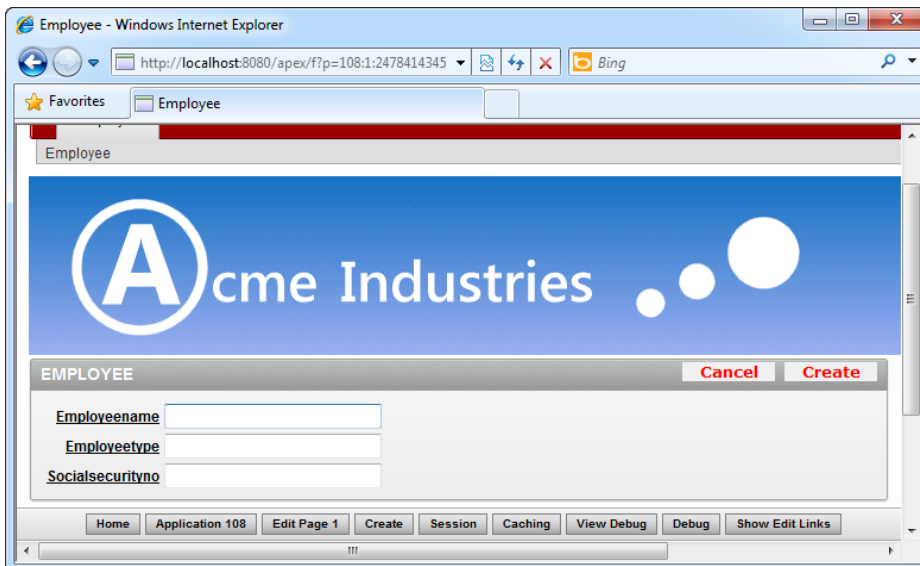 Employee - Windows Internet Explorer
http://localhost:8080/apex/f?p=108:1:2478414345
Bing
Favorites
Employee
Employee
Acme Industries
EMPLOYEE
Cancel
Create
Employeename
Employeetype
Socialsecurityno
Home Application 108 Edit Page 1 Create Session Caching View Debug Debug Show Edit Links